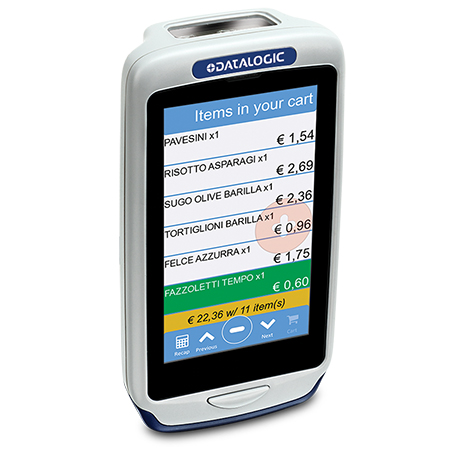 DATALOGIC
Items in your cart
PAVESINI x1
€ 1,54
RISOTTO ASPARAGI x1
€ 2,69
SUGO OLIVE BARILLA x1
€ 2,36
TORTIGLIONI BARILLA x1
€ 0,96
FELCE AZZURRA x1
€ 1,75
FAZZOLETTI TEMPO x1
€ 0,60
€ 22,36 w/ 11 item(s)
Recap Previous Next Cart